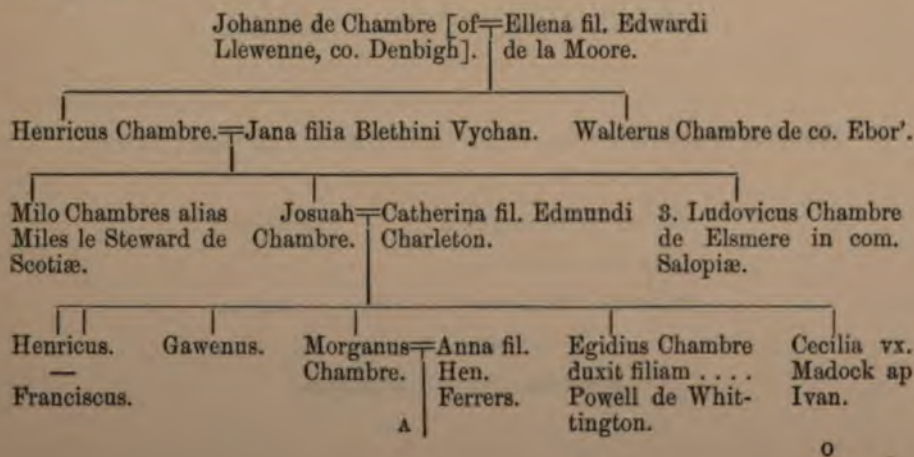 Johanne de Chambre [of=Ellena fil. Edwardi
Llewenne, co. Denbigh]. de la Moore.
Henricus Chambre.=Jana filia Blethini Vychan. Walterus Chambre de co. Ebor'.
Milo Chambres alias
Miles le Steward de
Scotiæ.
Josuah=Catherina fil. Edmundi
Chambre. Charleton.
3. Ludovicus Chambre
de Elsmere in com.
Salopiæ.
Henricus.
—
Franciscus.
Gawenus.
Morganus=Anna fil.
Chambre. Hen.
Ferrers.
A
Egidius Chambre
duxit filiam . . . .
Powell de Whit-
tington.
Cecilia vx.
Madock ap
Ivan.
O